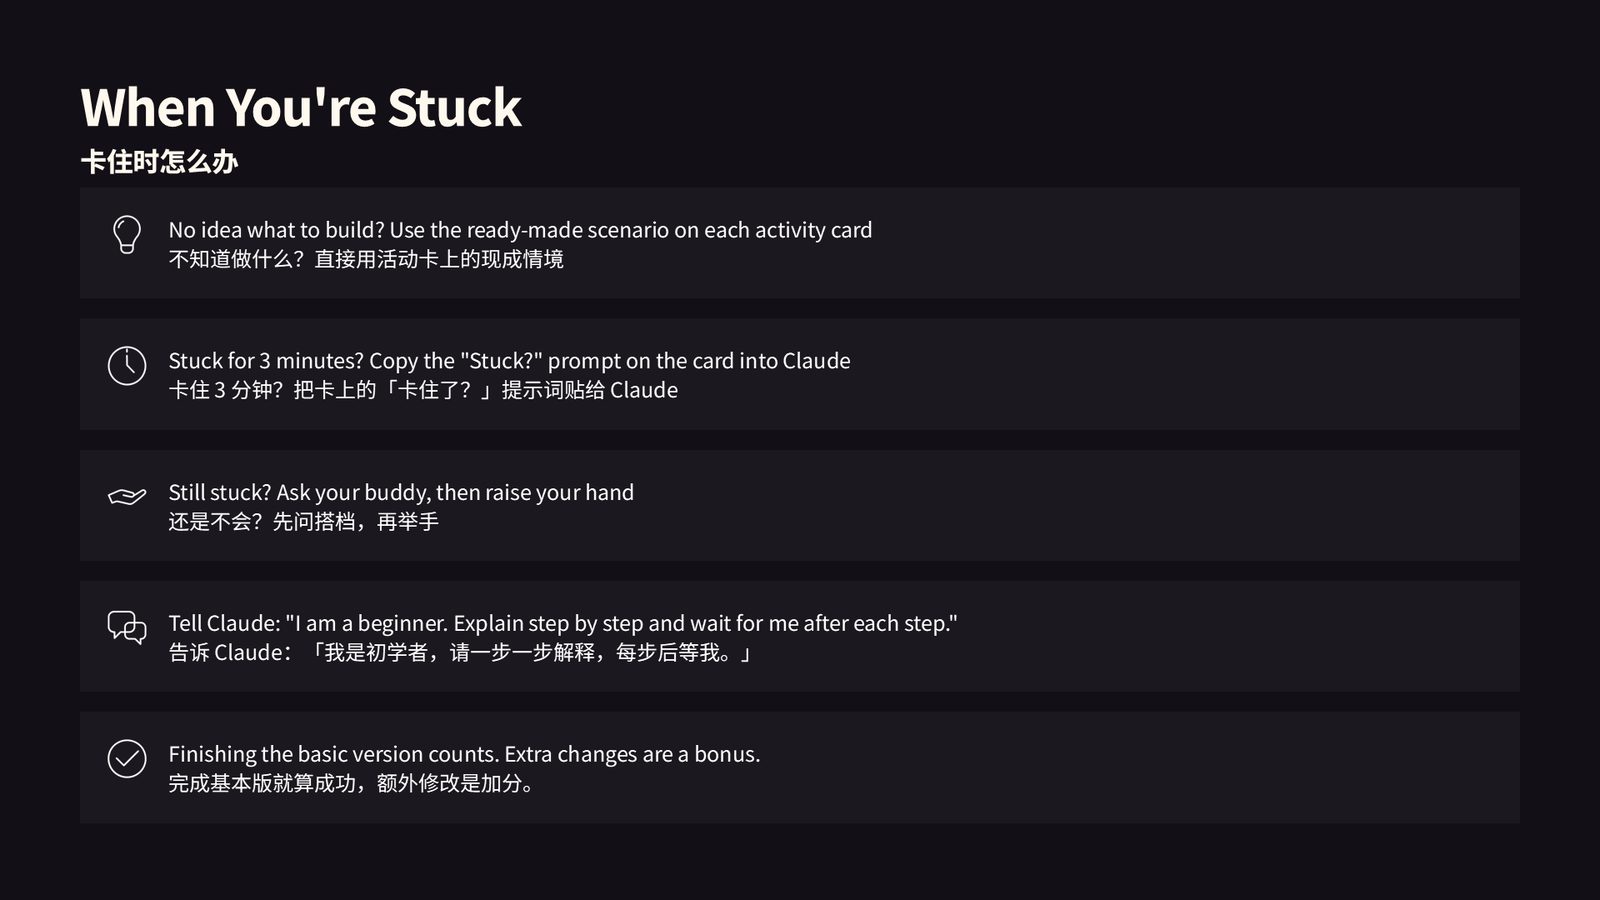 When You're Stuck
卡住时怎么办
No idea what to build? Use the ready-made scenario on each activity card
不知道做什么？直接用活动卡上的现成情境
Stuck for 3 minutes? Copy the "Stuck?" prompt on the card into Claude
卡住 3 分钟？把卡上的「卡住了？」提示词贴给 Claude
Still stuck? Ask your buddy, then raise your hand
还是不会？先问搭档，再举手
Tell Claude: "I am a beginner. Explain step by step and wait for me after each step."
告诉 Claude：「我是初学者，请一步一步解释，每步后等我。」
Finishing the basic version counts. Extra changes are a bonus.
完成基本版就算成功，额外修改是加分。